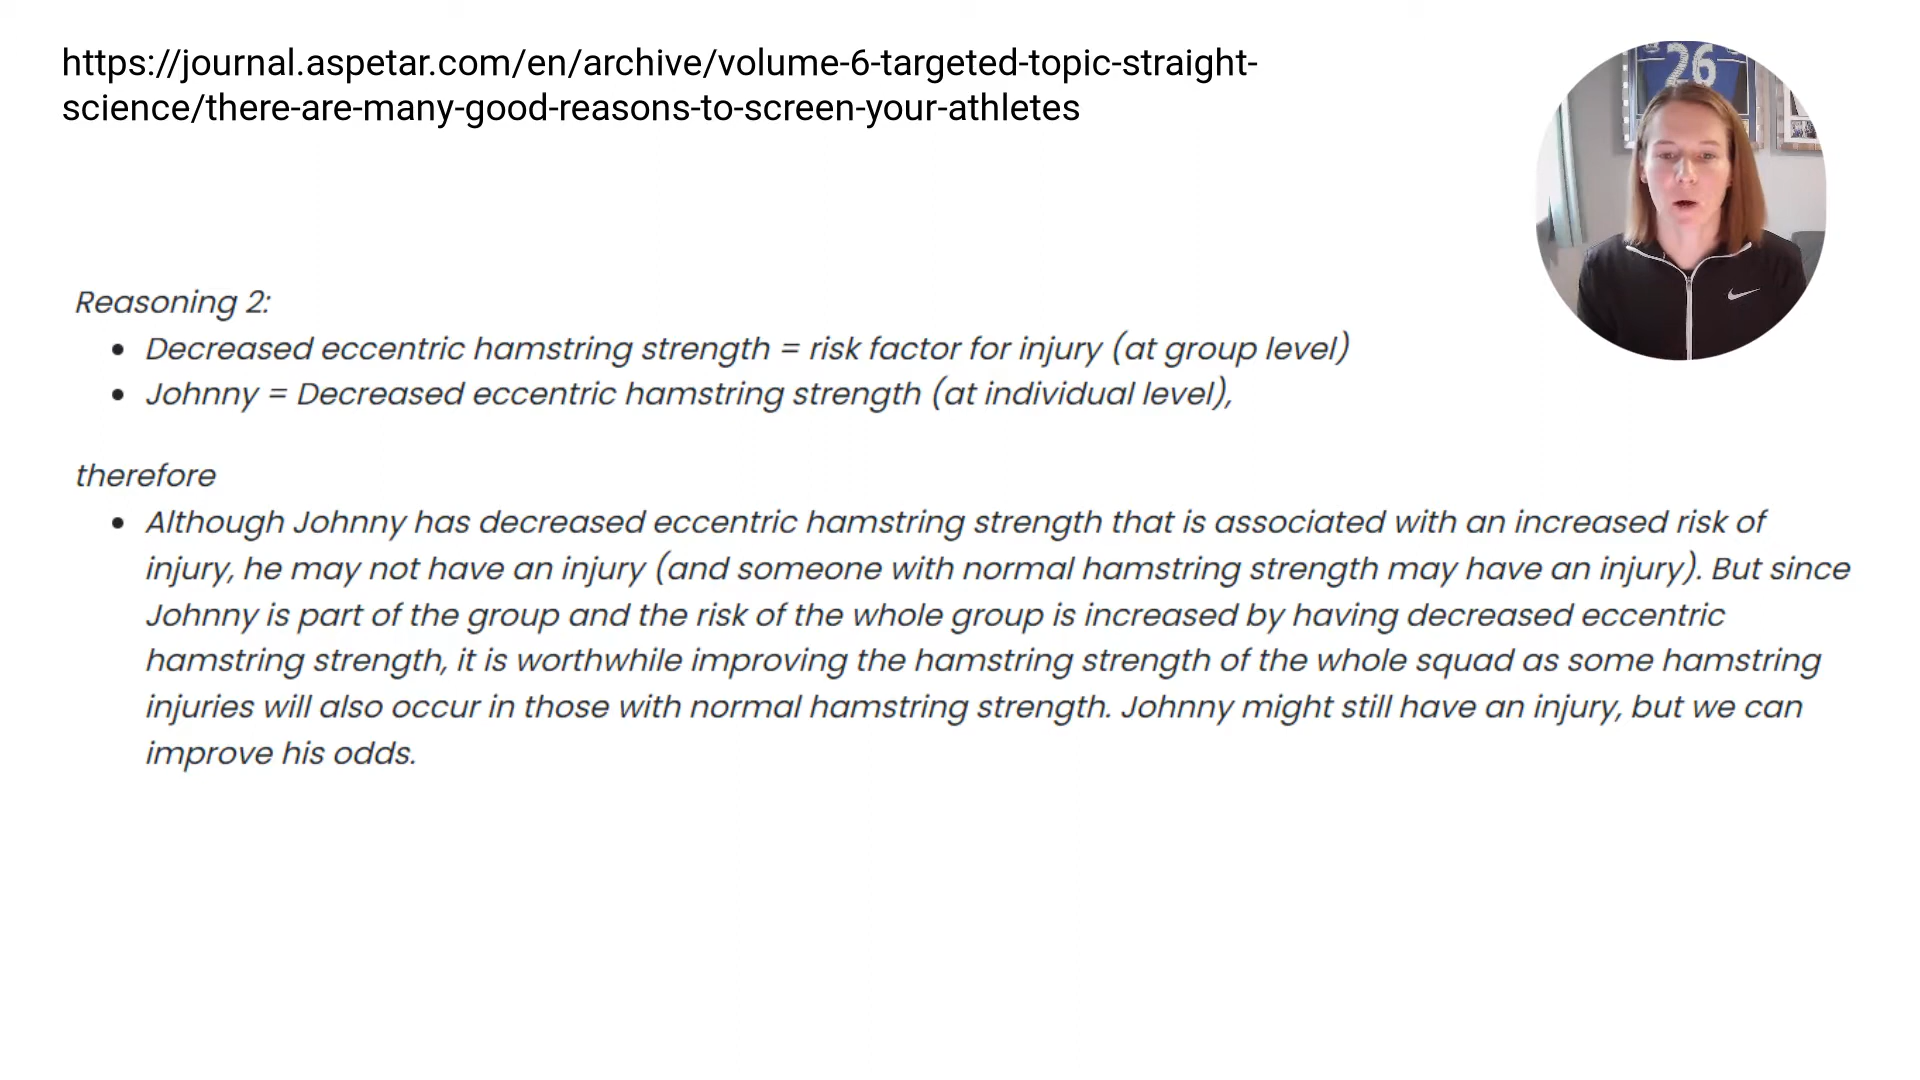 https://journal.aspetar.com/en/archive/volume-6-targeted-topic-straight-
science/there-are-many-good-reasons-to-screen-your-athletes
26
Reasoning 2:
• Decreased eccentric hamstring strength = risk factor for injury (at group level)
• Johnny = Decreased eccentric hamstring strength (at individual level),
therefore
• Although Johnny has decreased eccentric hamstring strength that is associated with an increased risk of
injury, he may not have an injury (and someone with normal hamstring strength may have an injury). But since
Johnny is part of the group and the risk of the whole group is increased by having decreased eccentric
hamstring strength, it is worthwhile improving the hamstring strength of the whole squad as some hamstring
injuries will also occur in those with normal hamstring strength. Johnny might still have an injury, but we can
improve his odds.